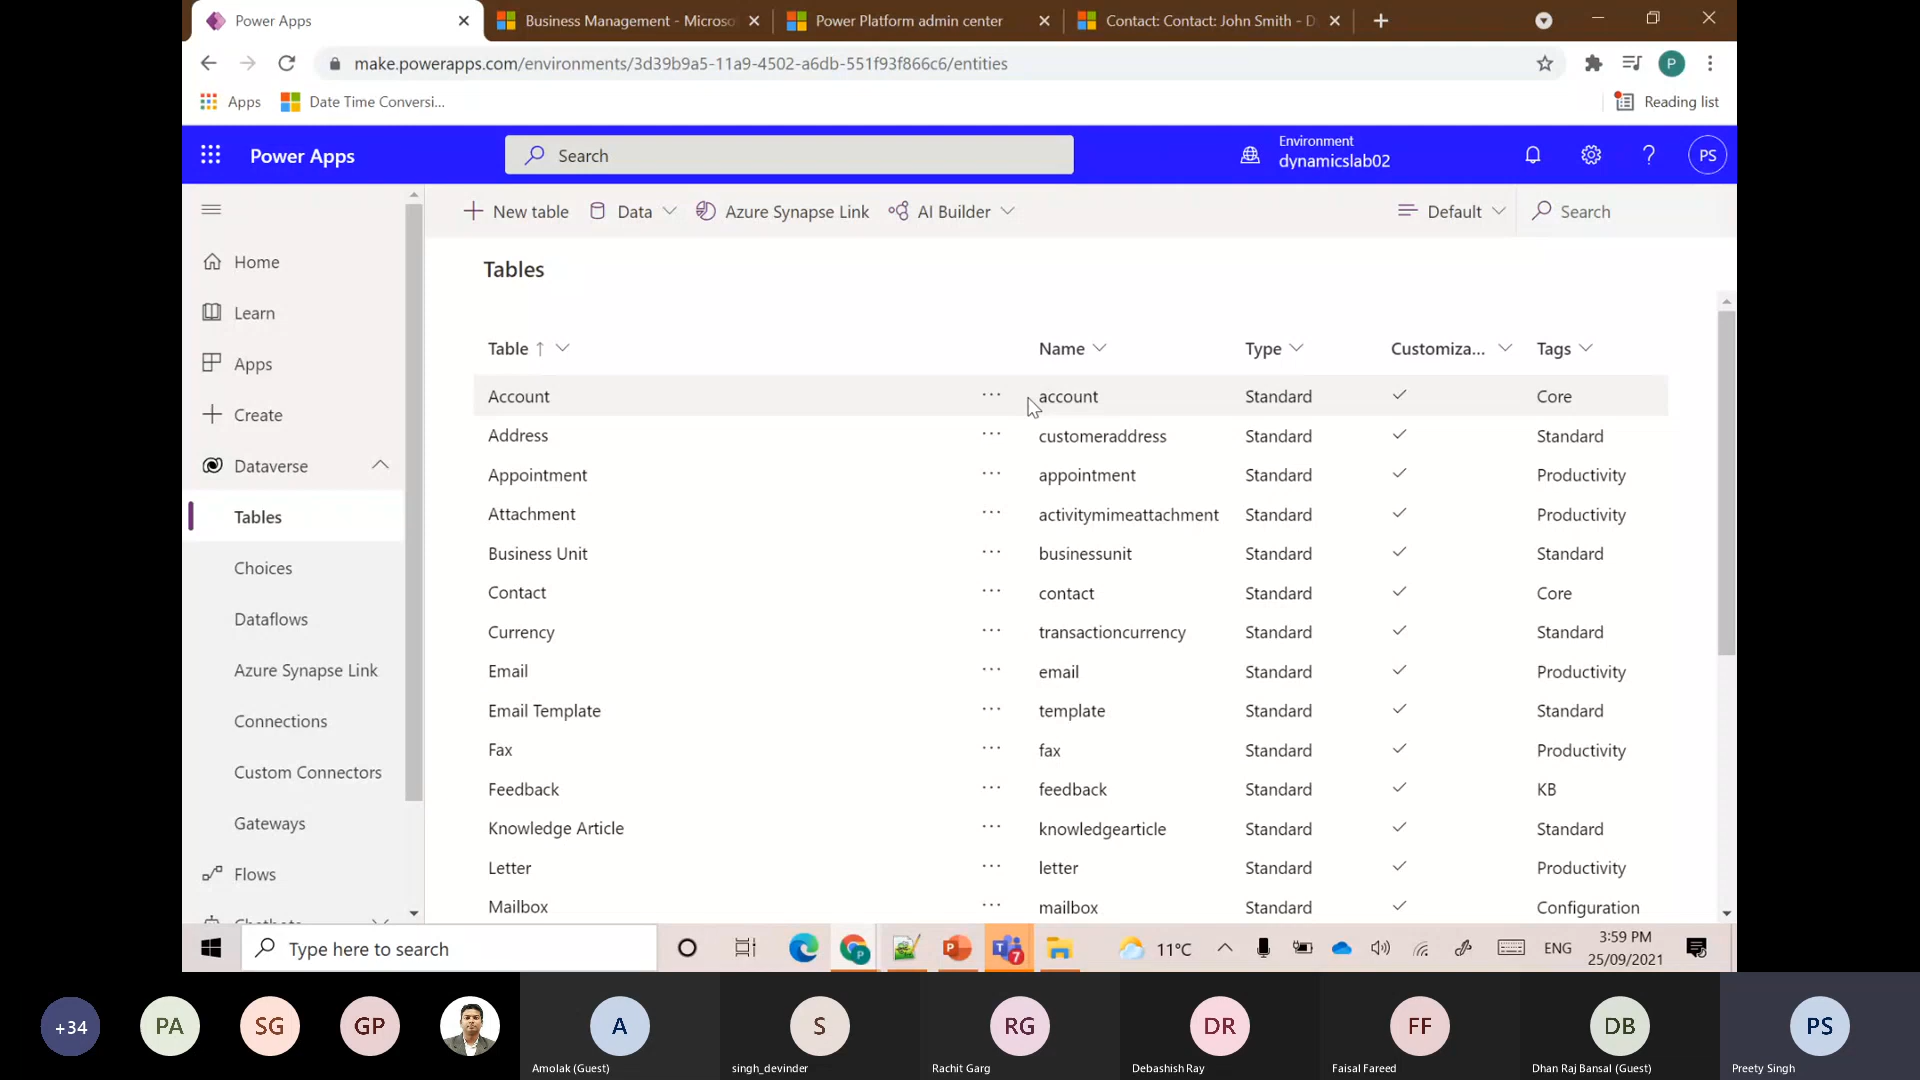 Power Apps
Business Management - Microso
Power Platform admin center
Contact: Contact: John Smith - D
make.powerapps.com/environments/3d39b9a5-11a9-4502-a6db-551f93f866c6/entities
P
Apps
Date Time Conversi...
Reading list
Power Apps
Search
Environment
dynamicslab02
?
PS
New table
Data
Azure Synapse Link
AI Builder
Default
Search
Home
Learn
Apps
Create
Dataverse
Tables
Choices
Dataflows
Azure Synapse Link
Connections
Custom Connectors
Gateways
Flows
Chatbots
Tables
Table ↑ Name Type Customiza... Tags
Account ... account Standard ✓ Core
Address ... customeraddress Standard ✓ Standard
Appointment ... appointment Standard ✓ Productivity
Attachment ... activitymimeattachment Standard ✓ Productivity
Business Unit ... businessunit Standard ✓ Standard
Contact ... contact Standard ✓ Core
Currency ... transactioncurrency Standard ✓ Standard
Email ... email Standard ✓ Productivity
Email Template ... template Standard ✓ Standard
Fax ... fax Standard ✓ Productivity
Feedback ... feedback Standard ✓ KB
Knowledge Article ... knowledgearticle Standard ✓ Standard
Letter ... letter Standard ✓ Productivity
Mailbox ... mailbox Standard ✓ Configuration
Type here to search
7
11°C
ENG
3:59 PM
25/09/2021
+34
PA
SG
GP
A
S
RG
DR
FF
DB
PS
Amolak (Guest)
singh_devinder
Rachit Garg
Debashish Ray
Faisal Fareed
Dhan Raj Bansal (Guest)
Preety Singh